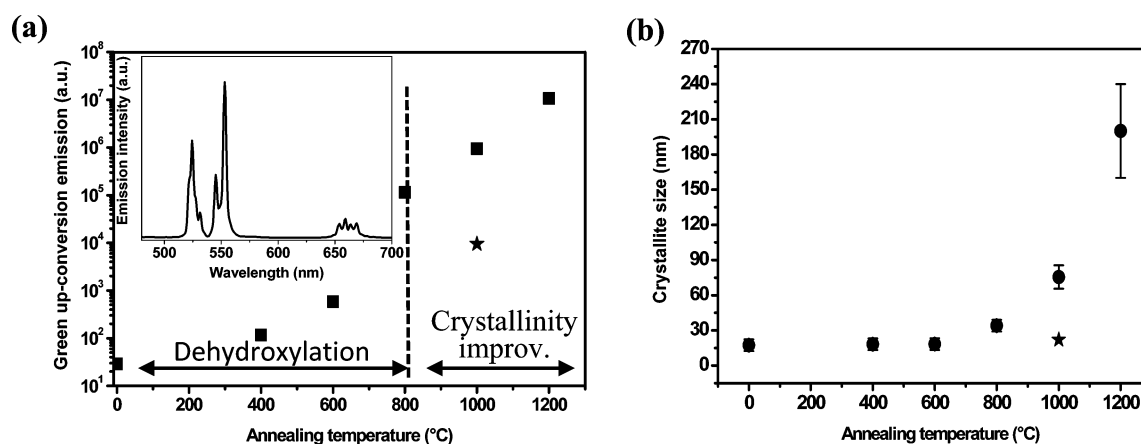 (a)
Green up-conversion emission (a.u.)
10^8
10^7
10^6
10^5
10^4
10^3
10^2
10^1
Emission intensity (a.u.)
500 550 600 650 700
Wavelength (nm)
Dehydroxylation
Crystallinity
improv.
0 200 400 600 800 1000 1200
Annealing temperature (°C)
(b)
Crystallite size (nm)
270
240
210
180
150
120
90
60
30
0
0 200 400 600 800 1000 1200
Annealing temperature (°C)